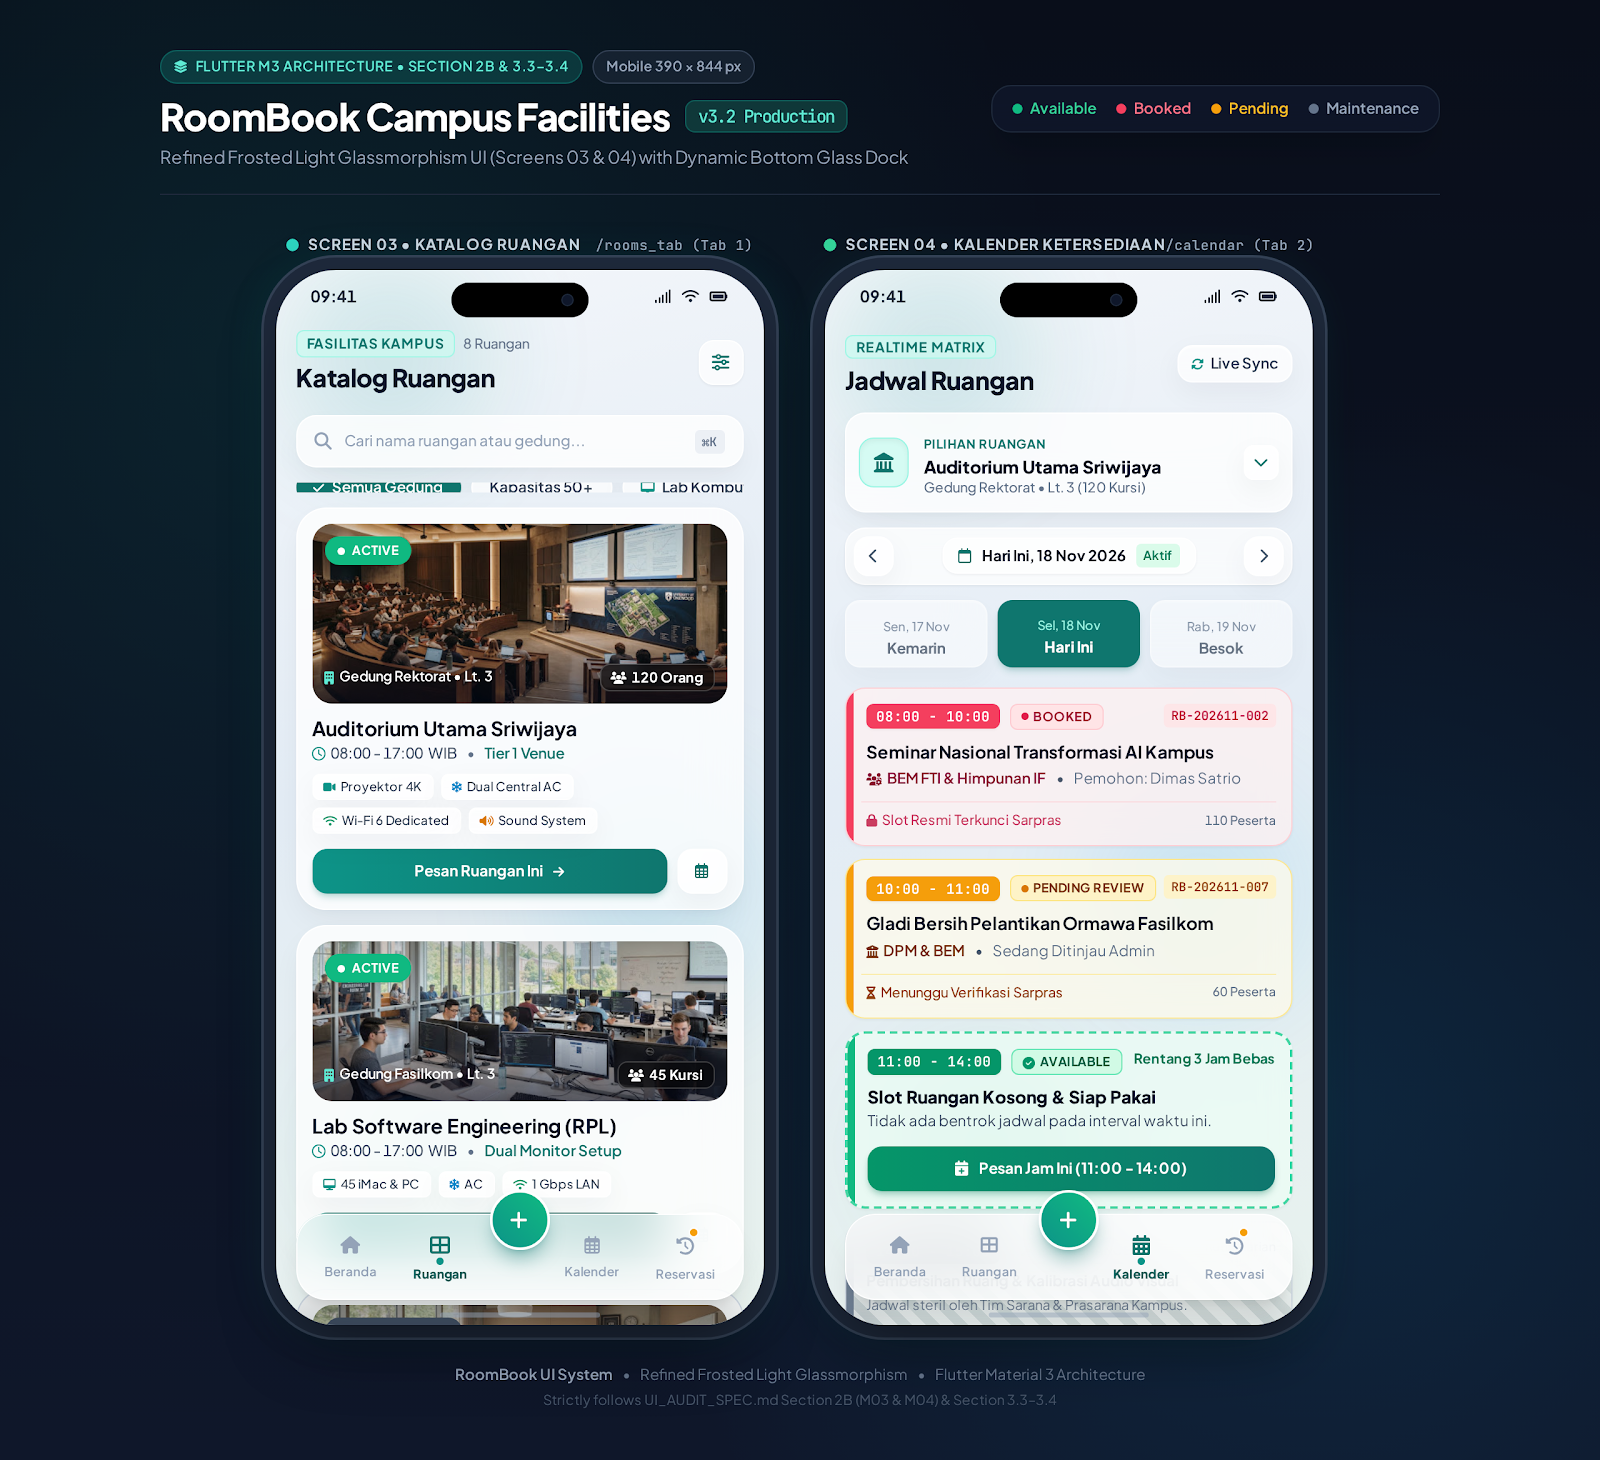 FLUTTER M3 ARCHITECTURE • SECTION 2B & 3.3–3.4
Mobile 390 × 844 px
RoomBook Campus Facilities
v3.2 Production
Refined Frosted Light Glassmorphism UI (Screens 03 & 04) with Dynamic Bottom Glass Dock
Available
Booked
Pending
Maintenance
SCREEN 03 • KATALOG RUANGAN
/rooms_tab (Tab 1)
09:41
FASILITAS KAMPUS
8 Ruangan
Katalog Ruangan
Cari nama ruangan atau gedung...
⌘K
Semua Gedung
Kapasitas 50+
Lab Kompu
ACTIVE
Gedung Rektorat • Lt. 3
120 Orang
Auditorium Utama Sriwijaya
08:00 - 17:00 WIB • Tier 1 Venue
Proyektor 4K
Dual Central AC
Wi-Fi 6 Dedicated
Sound System
Pesan Ruangan Ini →
ACTIVE
Gedung Fasilkom • Lt. 3
45 Kursi
Lab Software Engineering (RPL)
08:00 - 17:00 WIB • Dual Monitor Setup
45 iMac & PC
AC
1 Gbps LAN
Beranda
Ruangan
Kalender
Reservasi
SCREEN 04 • KALENDER KETERSEDIAAN
/calendar (Tab 2)
09:41
REALTIME MATRIX
Jadwal Ruangan
Live Sync
PILIHAN RUANGAN
Auditorium Utama Sriwijaya
Gedung Rektorat • Lt. 3 (120 Kursi)
Hari Ini, 18 Nov 2026
Aktif
Sen, 17 Nov
Kemarin
Sel, 18 Nov
Hari Ini
Rab, 19 Nov
Besok
08:00 - 10:00
BOOKED
RB-202611-002
Seminar Nasional Transformasi AI Kampus
BEM FTI & Himpunan IF • Pemohon: Dimas Satrio
Slot Resmi Terkunci Sarpras
110 Peserta
10:00 - 11:00
PENDING REVIEW
RB-202611-007
Gladi Bersih Pelantikan Ormawa Fasilkom
DPM & BEM • Sedang Ditinjau Admin
Menunggu Verifikasi Sarpras
60 Peserta
11:00 - 14:00
AVAILABLE
Rentang 3 Jam Bebas
Slot Ruangan Kosong & Siap Pakai
Tidak ada bentrok jadwal pada interval waktu ini.
Pesan Jam Ini (11:00 - 14:00)
Beranda
Ruangan
Kalender
Reservasi
Pembersihan Ruang & Kalibrasi Audio
Jadwal steril oleh Tim Sarana & Prasarana Kampus.
RoomBook UI System • Refined Frosted Light Glassmorphism • Flutter Material 3 Architecture
Strictly follows UI_AUDIT_SPEC.md Section 2B (M03 & M04) & Section 3.3–3.4